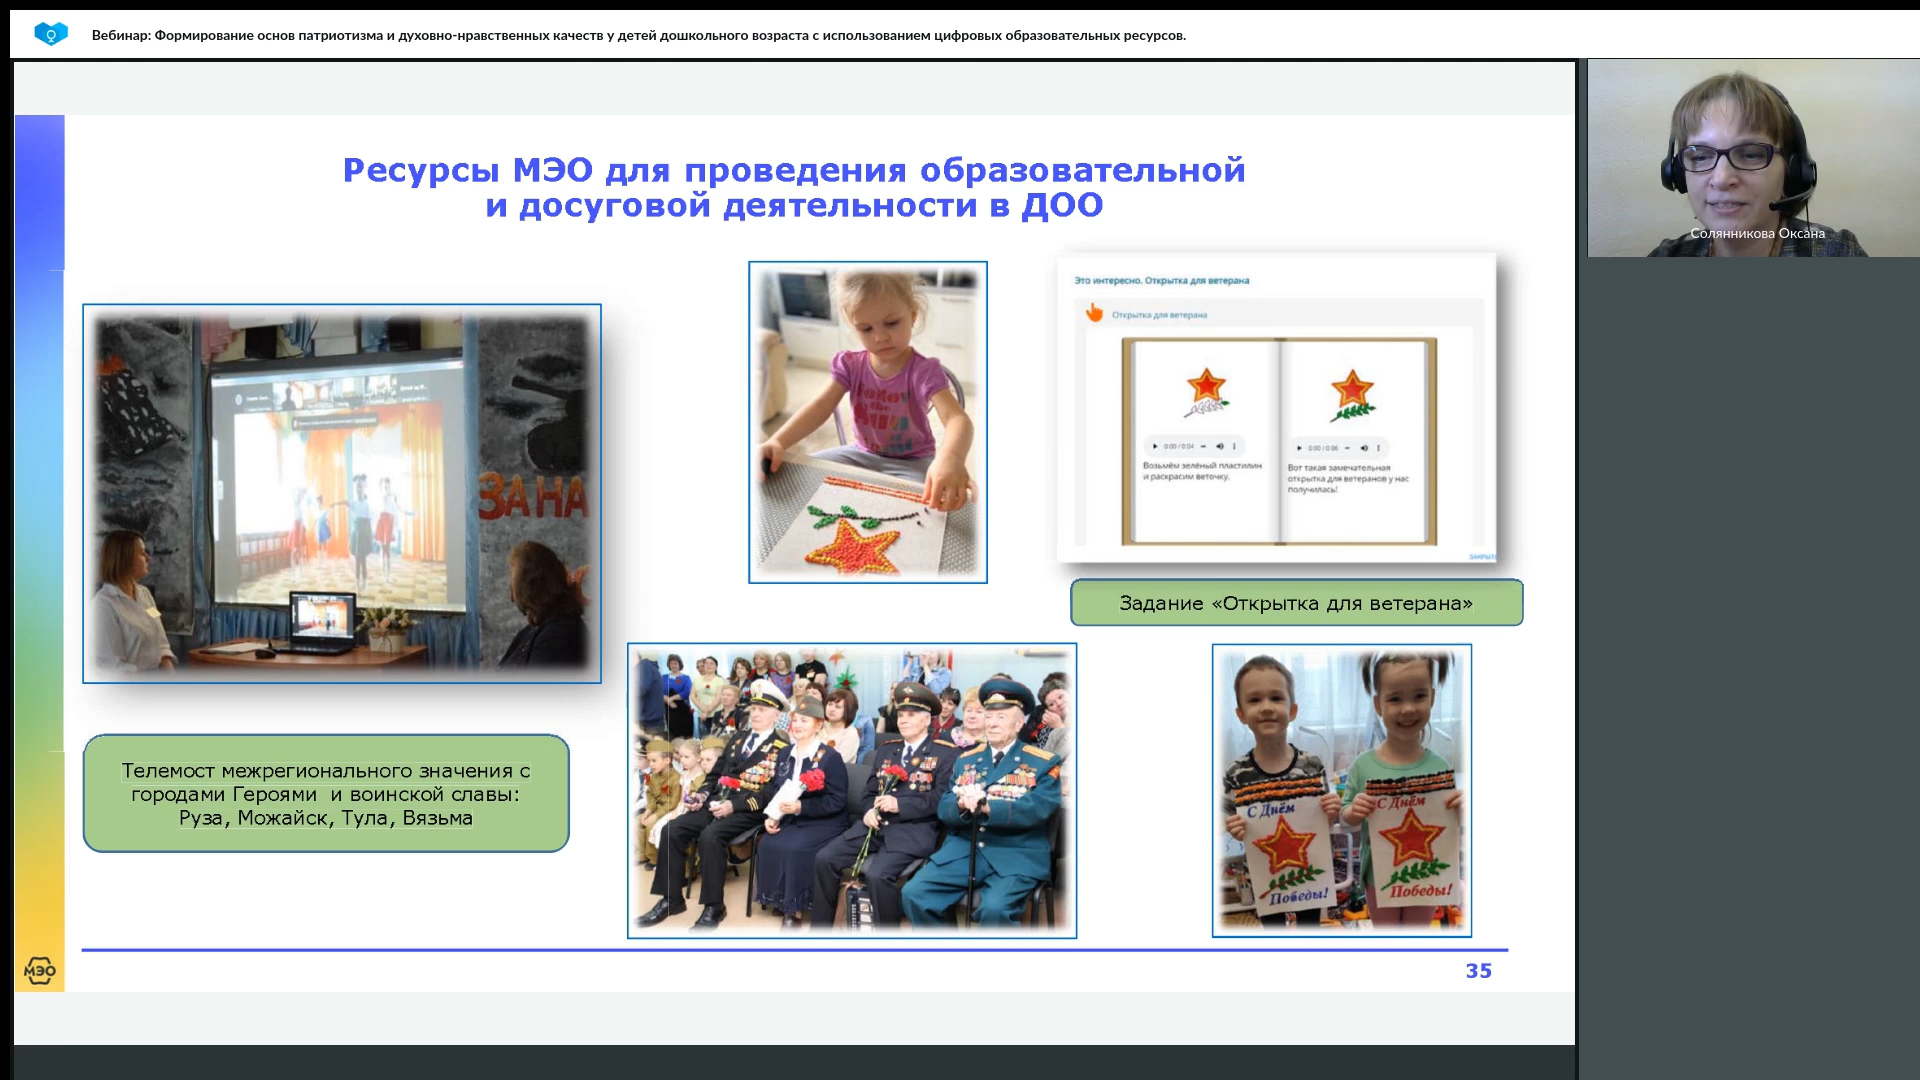 Вебинар: Формирование основ патриотизма и духовно-нравственных качеств у детей дошкольного возраста с использованием цифровых образовательных ресурсов.
Солянникова Оксана
Ресурсы МЭО для проведения образовательной
и досуговой деятельности в ДОО
Это интересно. Открытка для ветерана
Открытка для ветерана
0:00 / 0:04
Возьмём зелёный пластилин
и раскрасим веточку.
0:00 / 0:06
Вот такая замечательная
открытка для ветеранов у нас
получилась!
ЗАКРЫТЬ
ЗА НА
Задание «Открытка для ветерана»
Телемост межрегионального значения с
городами Героями  и воинской славы:
Руза, Можайск, Тула, Вязьма
С Днём
Победы!
С Днём
Победы!
МЭО
35